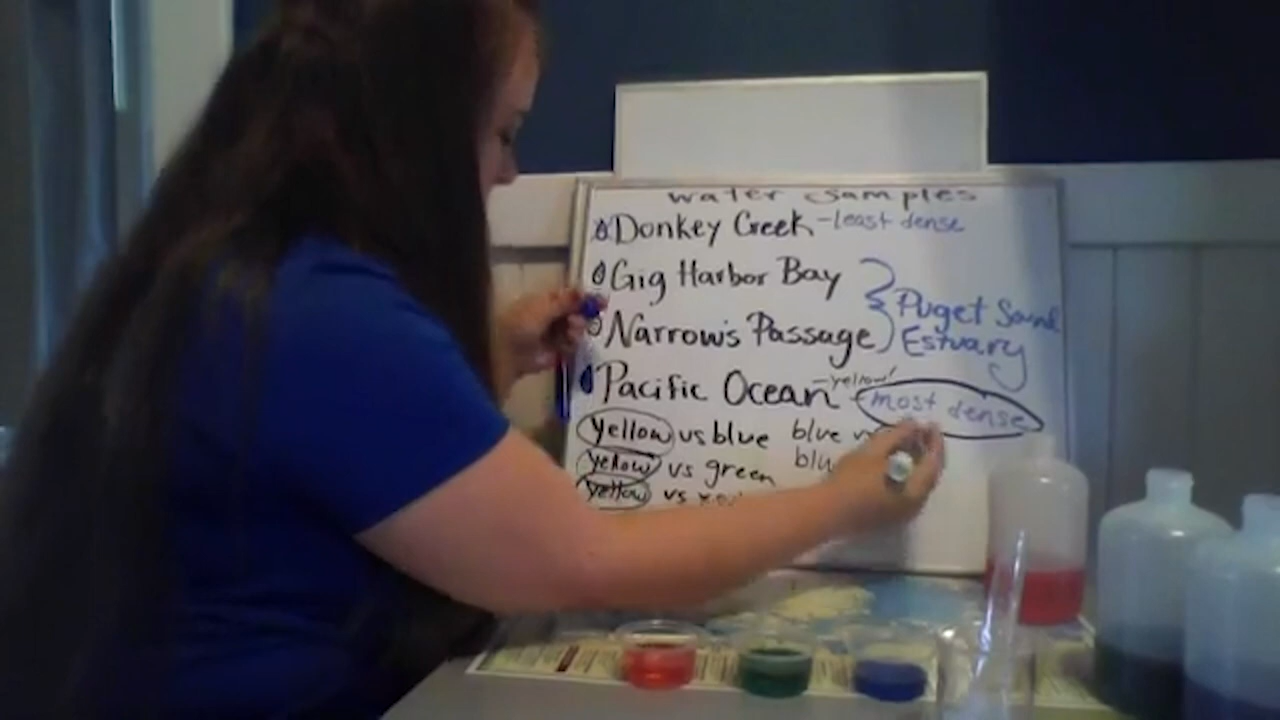 water samples
Donkey Creek - least dense
Gig Harbor Bay
Puget Sound
Narrows Passage
Estuary
Pacific Ocean - yellow!
most dense
yellow vs blue blue
yellow vs green
yellow vs